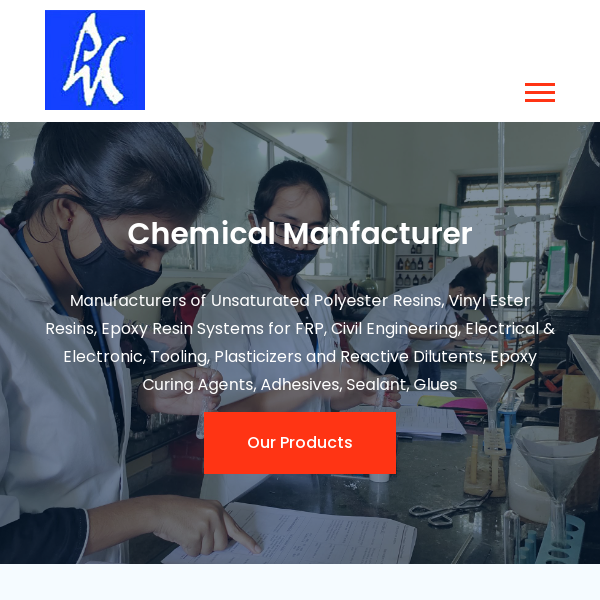 Chemical Manfacturer
Manufacturers of Unsaturated Polyester Resins, Vinyl Ester
Resins, Epoxy Resin Systems for FRP, Civil Engineering, Electrical &
Electronic, Tooling, Plasticizers and Reactive Dilutents, Epoxy
Curing Agents, Adhesives, Sealant, Glues
Our Products